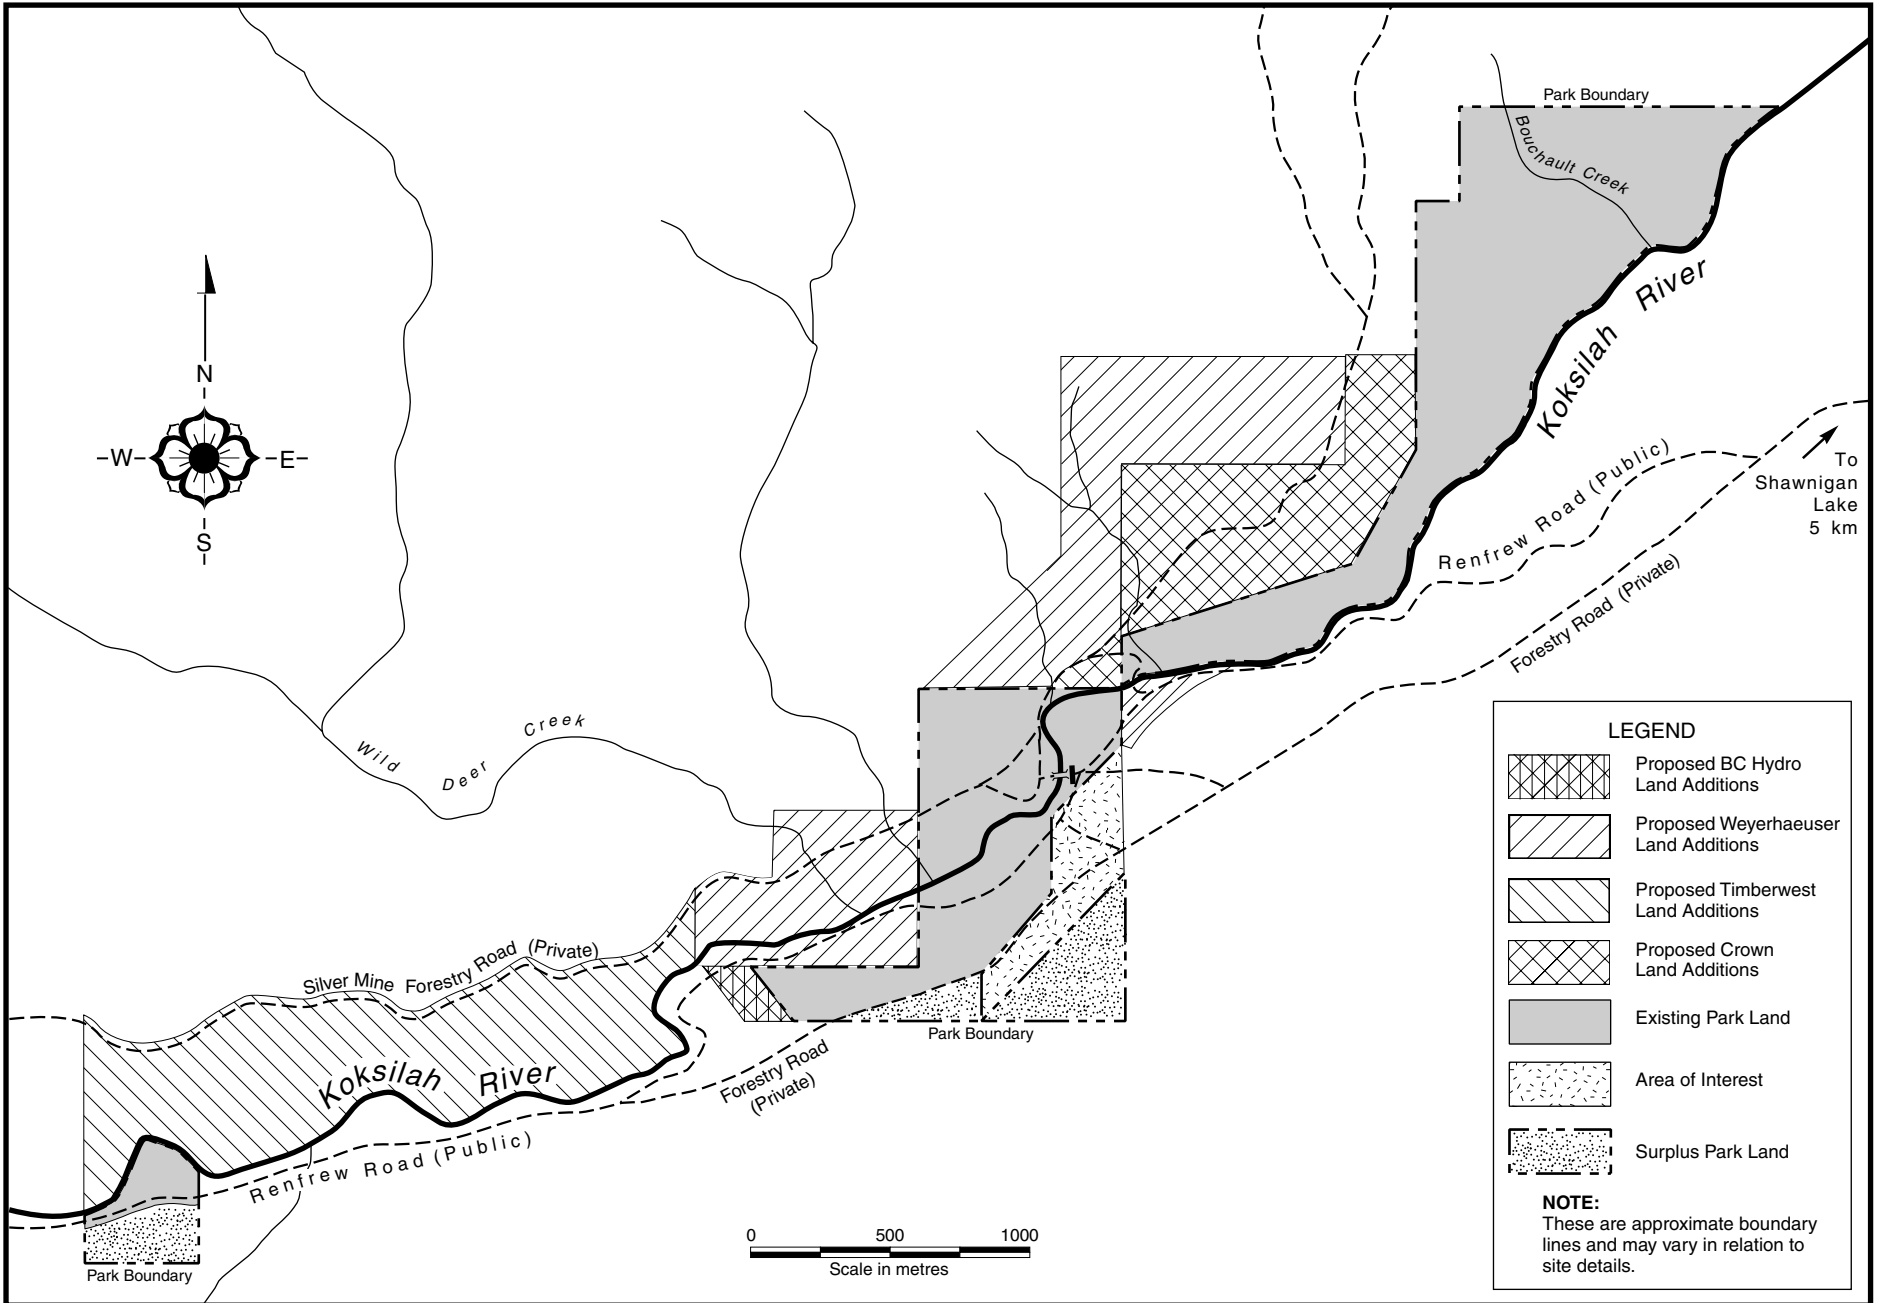 Park Boundary
Bouchault Creek
Koksilah River
N
W
E
S
To
Shawnigan
Lake
5 km
Renfrew Road (Public)
Forestry Road (Private)
Wild Deer Creek
Silver Mine Forestry Road (Private)
Koksilah River
Renfrew Road (Public)
Forestry Road
(Private)
Park Boundary
Park Boundary
0 500 1000
Scale in metres
LEGEND
Proposed BC Hydro
Land Additions
Proposed Weyerhaeuser
Land Additions
Proposed Timberwest
Land Additions
Proposed Crown
Land Additions
Existing Park Land
Area of Interest
Surplus Park Land
NOTE:
These are approximate boundary
lines and may vary in relation to
site details.